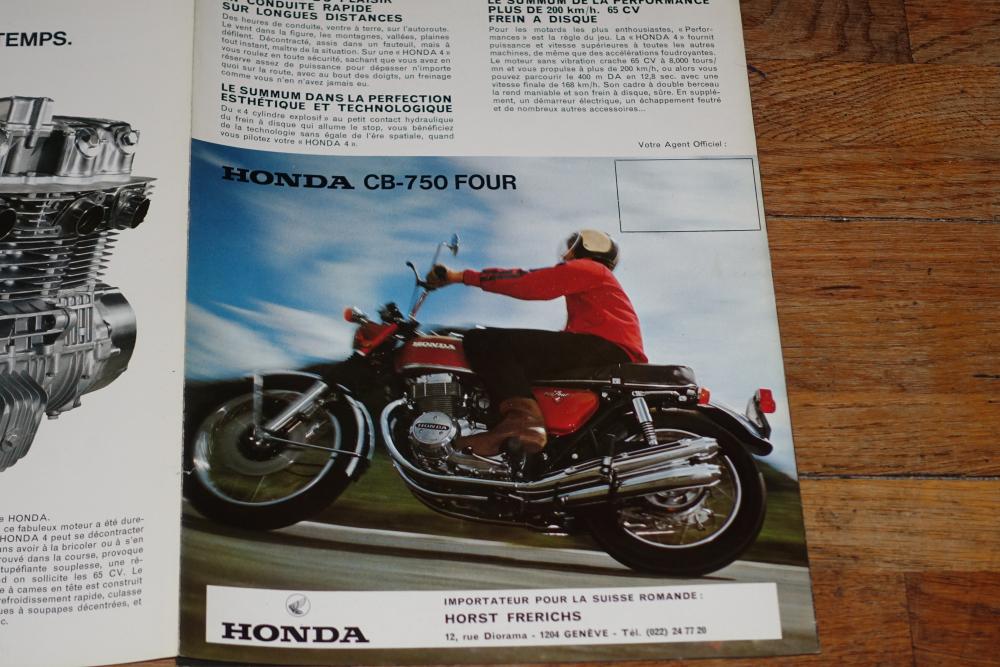 TEMPS.
e HONDA.
ce fabuleux moteur a été dure-
HONDA 4 peut se décontracter
ans avoir à la bricoler ou à s'en
rouvé dans la course, provoque
tupéfiante souplesse, une ré-
d on sollicite les 65 CV. Le
e à cames en tête est construit
refroidissement rapide, culasse
ues à soupapes décentrées, et
c.
PLAISIR
CONDUITE RAPIDE
SUR LONGUES DISTANCES
Des heures de conduite, ventre à terre, sur l'autoroute.
Le vent dans la figure, les montagnes, vallées, plaines
défilent. Décontracté, assis dans un fauteuil, mais à
tout instant, maître de la situation. Sur une « HONDA 4 »
vous roulez en toute sécurité, sachant que vous avez en
réserve assez de puissance pour dépasser n'importe
quoi sur la route, avec au bout des doigts, un freinage
comme vous n'en n'avez jamais eu.
LE SUMMUM DANS LA PERFECTION
ESTHÉTIQUE ET TECHNOLOGIQUE
Du « 4 cylindre explosif » au petit contact hydraulique
du frein à disque qui allume le stop, vous bénéficiez
de la technologie sans égale de l'ère spatiale, quand
vous pilotez votre « HONDA 4 ».
LE SUMMUM DE LA PERFORMANCE
PLUS DE 200 km/h. 65 CV
FREIN A DISQUE
Pour les motards les plus enthousiastes, « Perfor-
mances » est la règle du jeu. La « HONDA 4 » fournit
puissance et vitesse supérieures à toutes les autres
machines, de même que des accélérations foudroyantes.
Le moteur sans vibration crache 65 CV à 8,000 tours/
mn et vous propulse à plus de 200 km/h, ou alors vous
pouvez parcourir le 400 m DA en 12,8 sec. avec une
vitesse finale de 168 km/h. Son cadre à double berceau
la rend maniable et son frein à disque, sûre. En supplé-
ment, un démarreur électrique, un échappement feutré
et de nombreux autres accessoires...
Votre Agent Officiel :
HONDA CB-750 FOUR
HONDA
HONDA
HONDA
IMPORTATEUR POUR LA SUISSE ROMANDE :
HORST FRERICHS
12, rue Diorama - 1204 GENÈVE - Tél. (022) 24 77 20